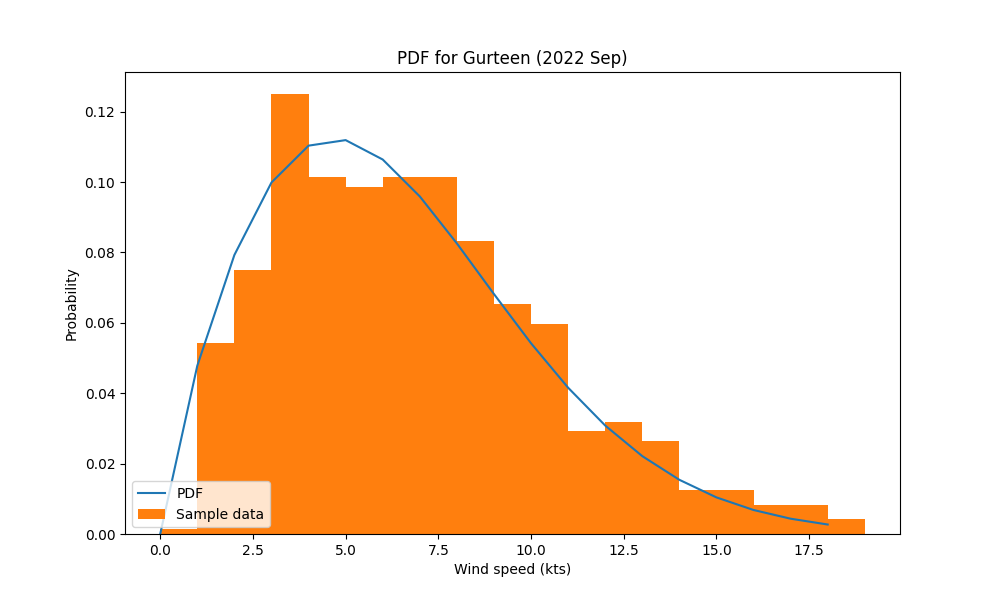 PDF for Gurteen (2022 Sep)
0.12
0.10
0.08
0.06
0.04
0.02
0.00
Probability
PDF
Sample data
0.0 2.5 5.0 7.5 10.0 12.5 15.0 17.5
Wind speed (kts)